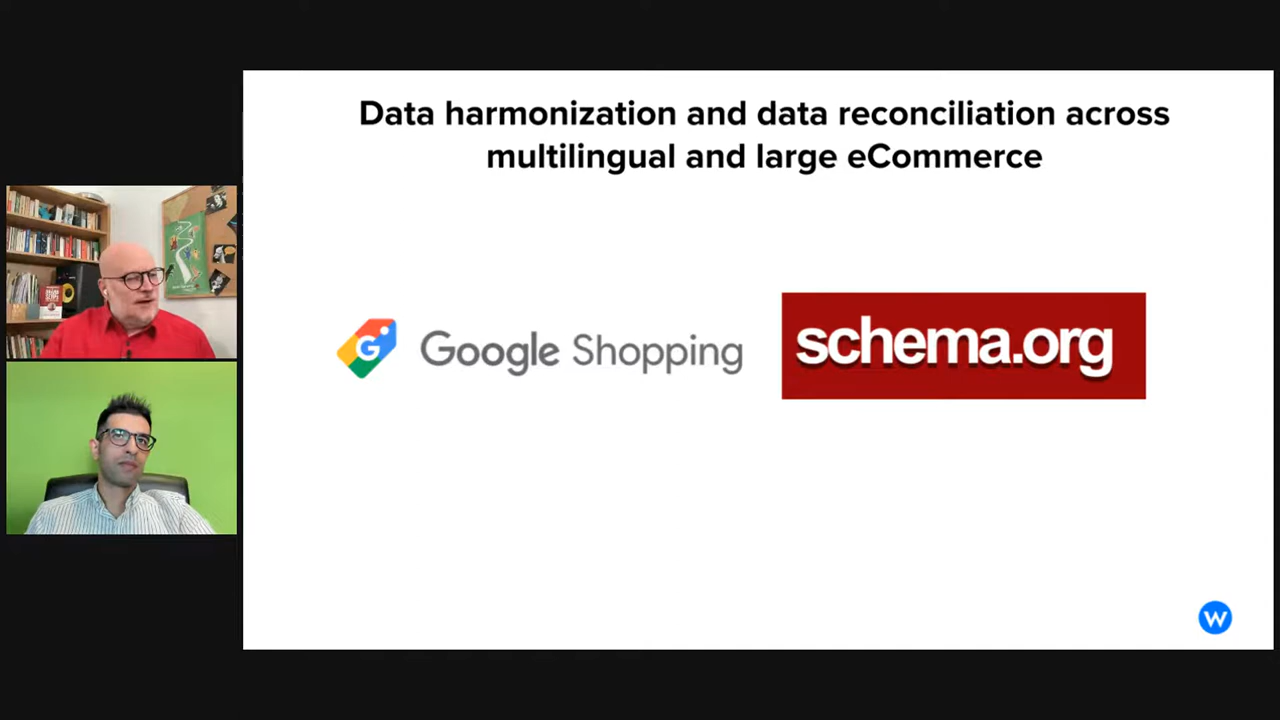 Data harmonization and data reconciliation across
multilingual and large eCommerce
Google Shopping
schema.org
W